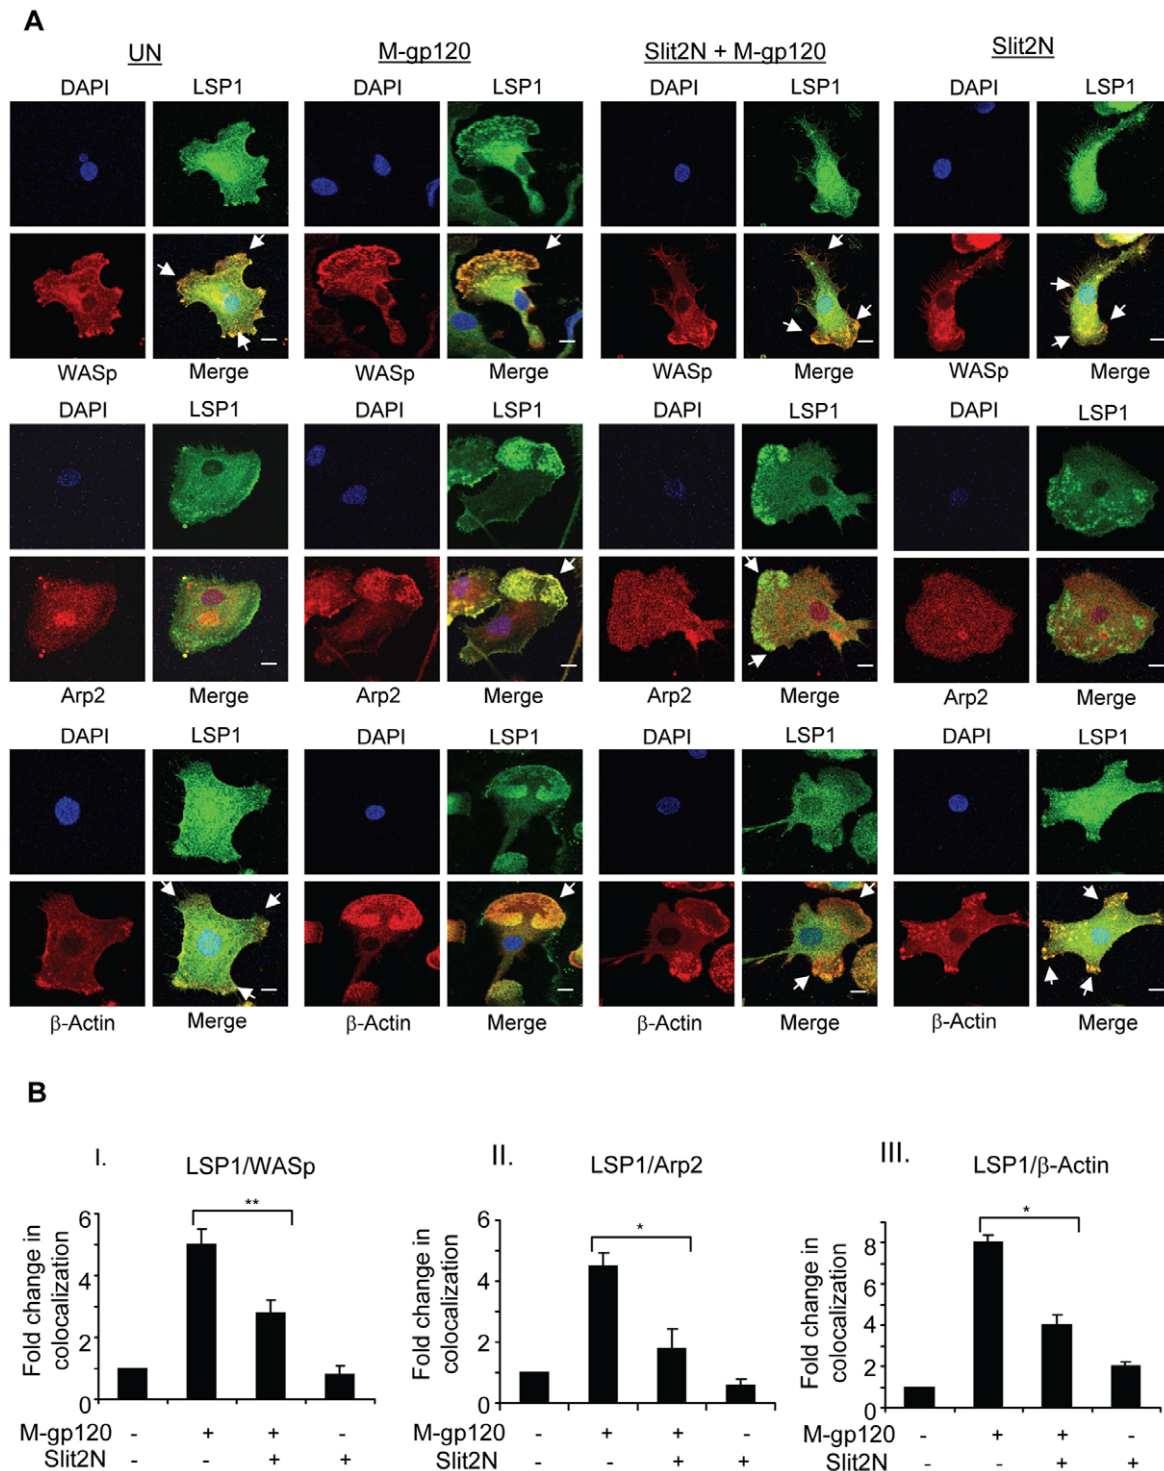 A
UN M-gp120 Slit2N + M-gp120 Slit2N
DAPI LSP1 DAPI LSP1 DAPI LSP1 DAPI LSP1
WASp Merge WASp Merge WASp Merge WASp Merge
DAPI LSP1 DAPI LSP1 DAPI LSP1 DAPI LSP1
Arp2 Merge Arp2 Merge Arp2 Merge Arp2 Merge
DAPI LSP1 DAPI LSP1 DAPI LSP1 DAPI LSP1
β-Actin Merge β-Actin Merge β-Actin Merge β-Actin Merge
B
I.
LSP1/WASp
**
Fold change in
colocalization
6
4
2
0
M-gp120 - + + -
Slit2N - - + +
II.
LSP1/Arp2
*
Fold change in
colocalization
6
4
2
0
M-gp120 - + + -
Slit2N - - + +
III.
LSP1/β-Actin
*
Fold change in
colocalization
8
6
4
2
0
M-gp120 - + + -
Slit2N - - + +